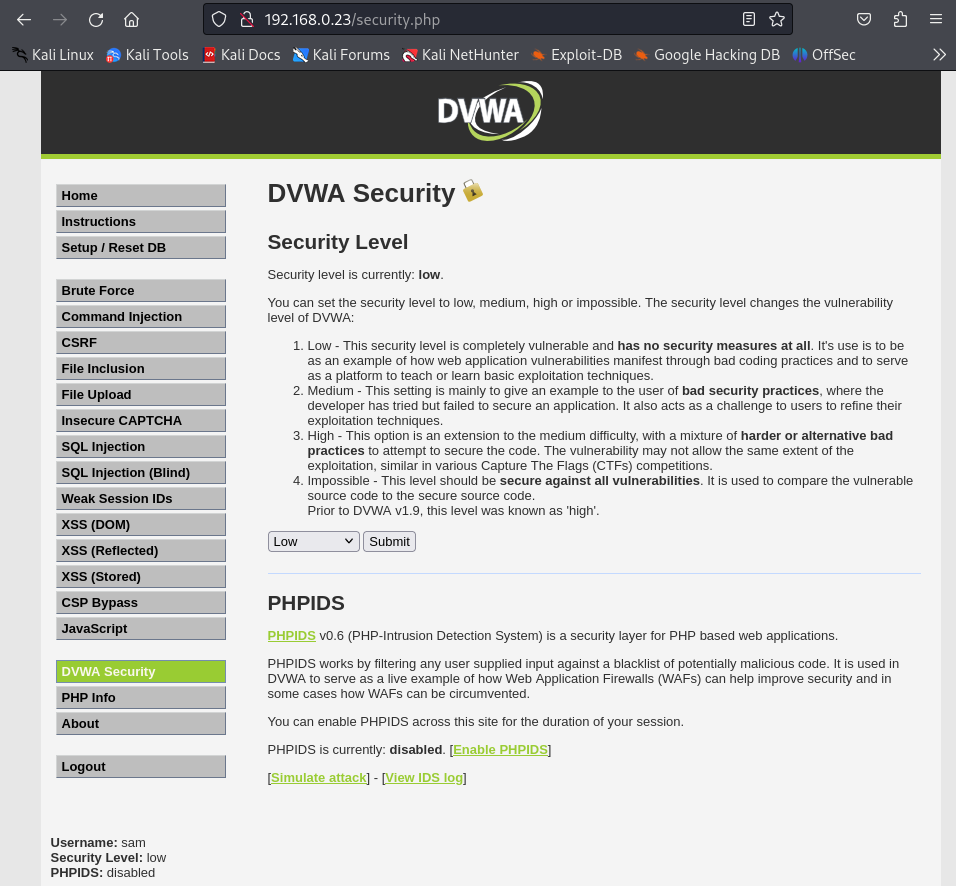 192.168.0.23/security.php
Kali Linux Kali Tools Kali Docs Kali Forums Kali NetHunter Exploit-DB Google Hacking DB OffSec
DVWA
Home
Instructions
Setup / Reset DB
Brute Force
Command Injection
CSRF
File Inclusion
File Upload
Insecure CAPTCHA
SQL Injection
SQL Injection (Blind)
Weak Session IDs
XSS (DOM)
XSS (Reflected)
XSS (Stored)
CSP Bypass
JavaScript
DVWA Security
PHP Info
About
Logout
DVWA Security
Security Level
Security level is currently: low.
You can set the security level to low, medium, high or impossible. The security level changes the vulnerability
level of DVWA:
1. Low - This security level is completely vulnerable and has no security measures at all. It's use is to be
as an example of how web application vulnerabilities manifest through bad coding practices and to serve
as a platform to teach or learn basic exploitation techniques.
2. Medium - This setting is mainly to give an example to the user of bad security practices, where the
developer has tried but failed to secure an application. It also acts as a challenge to users to refine their
exploitation techniques.
3. High - This option is an extension to the medium difficulty, with a mixture of harder or alternative bad
practices to attempt to secure the code. The vulnerability may not allow the same extent of the
exploitation, similar in various Capture The Flags (CTFs) competitions.
4. Impossible - This level should be secure against all vulnerabilities. It is used to compare the vulnerable
source code to the secure source code.
Prior to DVWA v1.9, this level was known as 'high'.
Low Submit
PHPIDS
PHPIDS v0.6 (PHP-Intrusion Detection System) is a security layer for PHP based web applications.
PHPIDS works by filtering any user supplied input against a blacklist of potentially malicious code. It is used in
DVWA to serve as a live example of how Web Application Firewalls (WAFs) can help improve security and in
some cases how WAFs can be circumvented.
You can enable PHPIDS across this site for the duration of your session.
PHPIDS is currently: disabled. [Enable PHPIDS]
[Simulate attack] - [View IDS log]
Username: sam
Security Level: low
PHPIDS: disabled